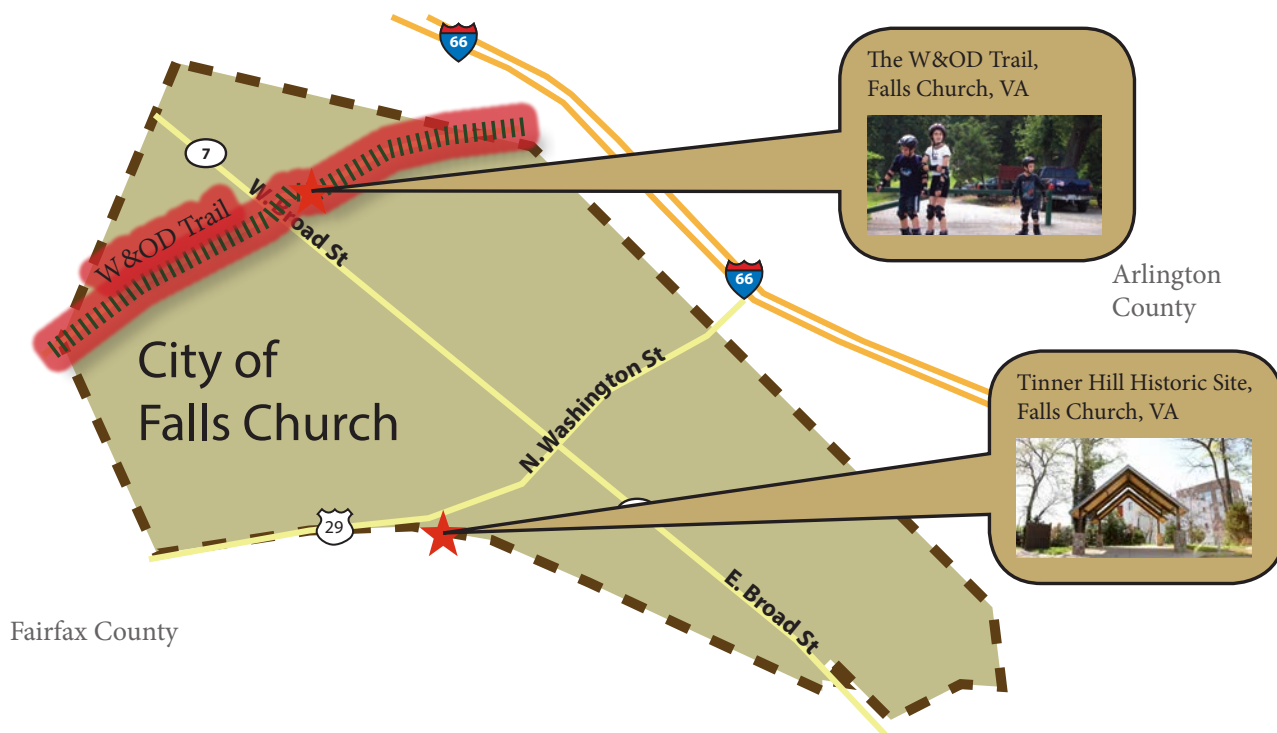 66
The W&OD Trail,
Falls Church, VA
7
W. Broad St
W&OD Trail
66
Arlington
County
City of
Falls Church
N. Washington St
Tinner Hill Historic Site,
Falls Church, VA
29
E. Broad St
Fairfax County